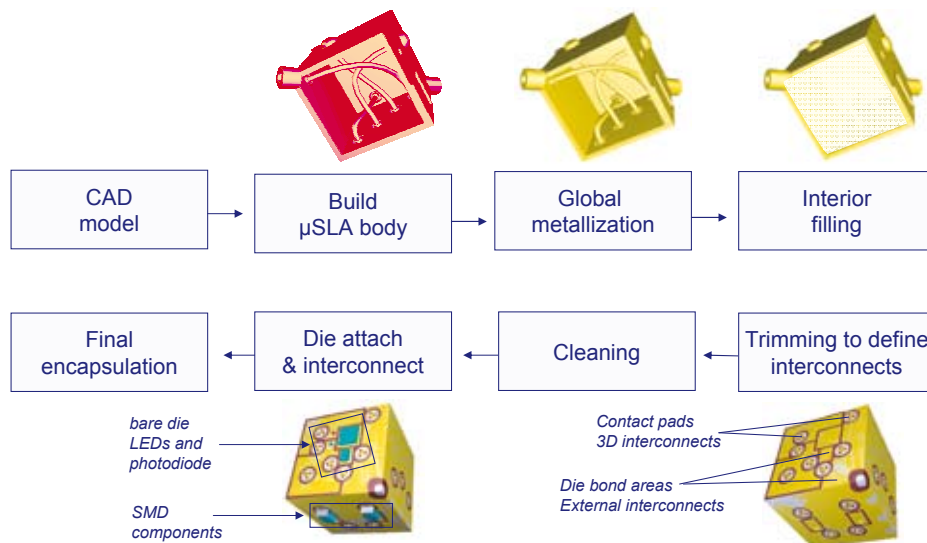 CAD
model
Build
µSLA body
Global
metallization
Interior
filling
Final
encapsulation
Die attach
& interconnect
Cleaning
Trimming to define
interconnects
bare die
LEDs and
photodiode
SMD
components
Contact pads
3D interconnects
Die bond areas
External interconnects